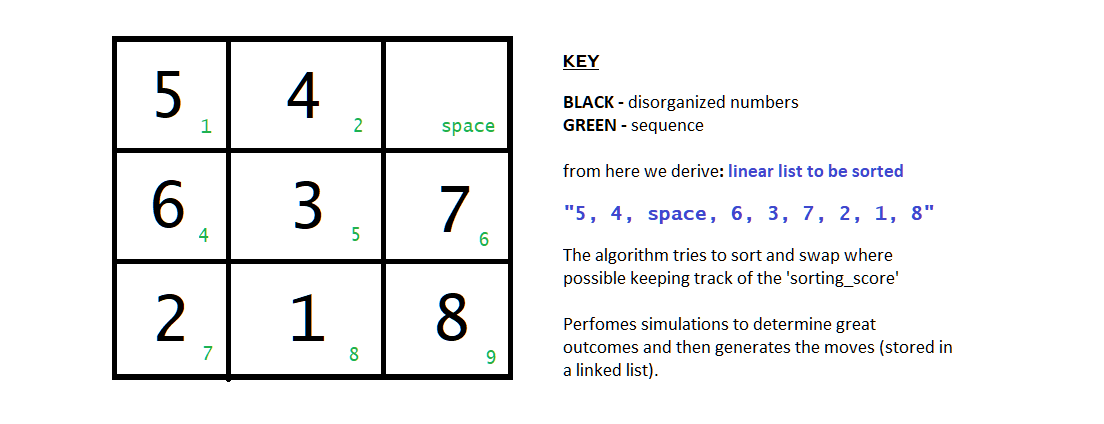 5 1
4 2
space
6 4
3 5
7 6
2 7
1 8
8 9
KEY
BLACK - disorganized numbers
GREEN - sequence
from here we derive: linear list to be sorted
"5, 4, space, 6, 3, 7, 2, 1, 8"
The algorithm tries to sort and swap where
possible keeping track of the 'sorting_score'
Perfomes simulations to determine great
outcomes and then generates the moves (stored in
a linked list).